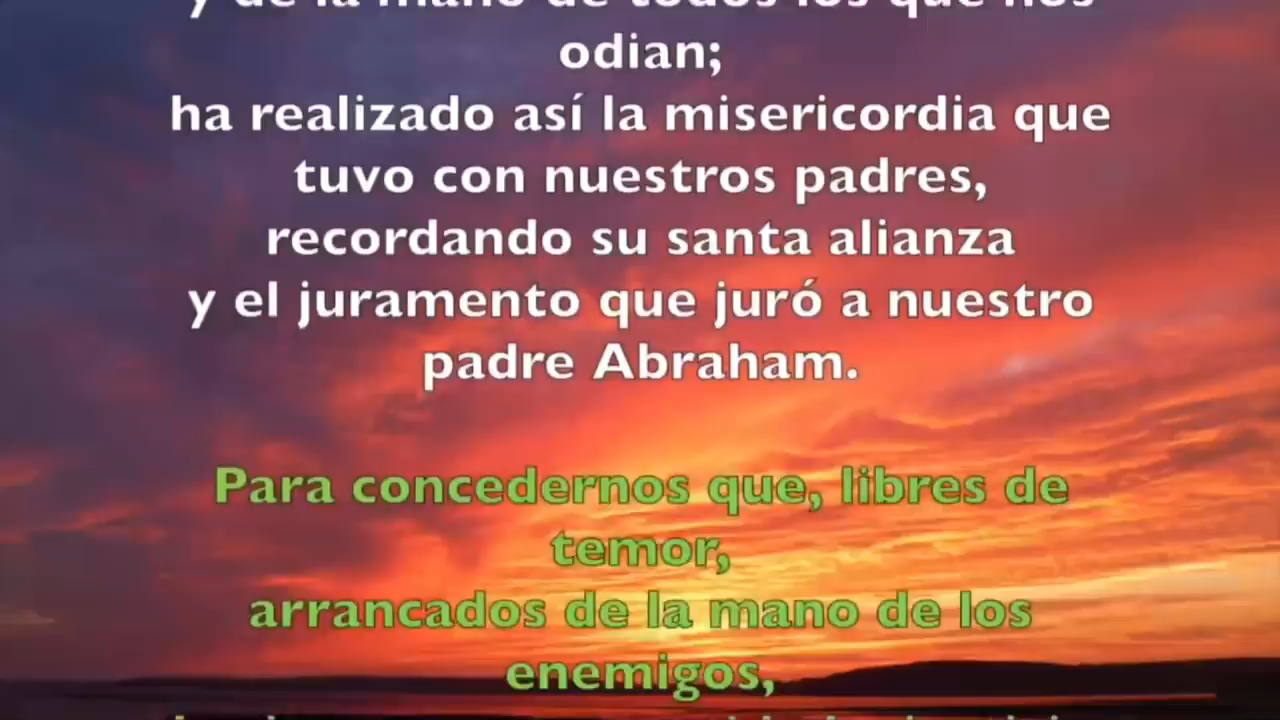 y de la mano de todos los que nos
odian;
ha realizado así la misericordia que
tuvo con nuestros padres,
recordando su santa alianza
y el juramento que juró a nuestro
padre Abraham.
Para concedernos que, libres de
temor,
arrancados de la mano de los
enemigos,